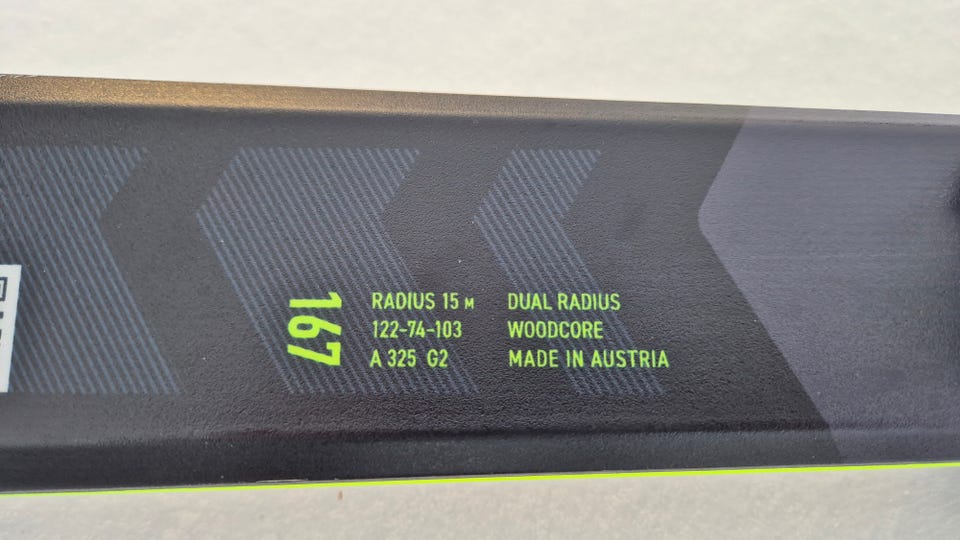 167
RADIUS 15 M
122-74-103
A 325 G2
DUAL RADIUS
WOODCORE
MADE IN AUSTRIA